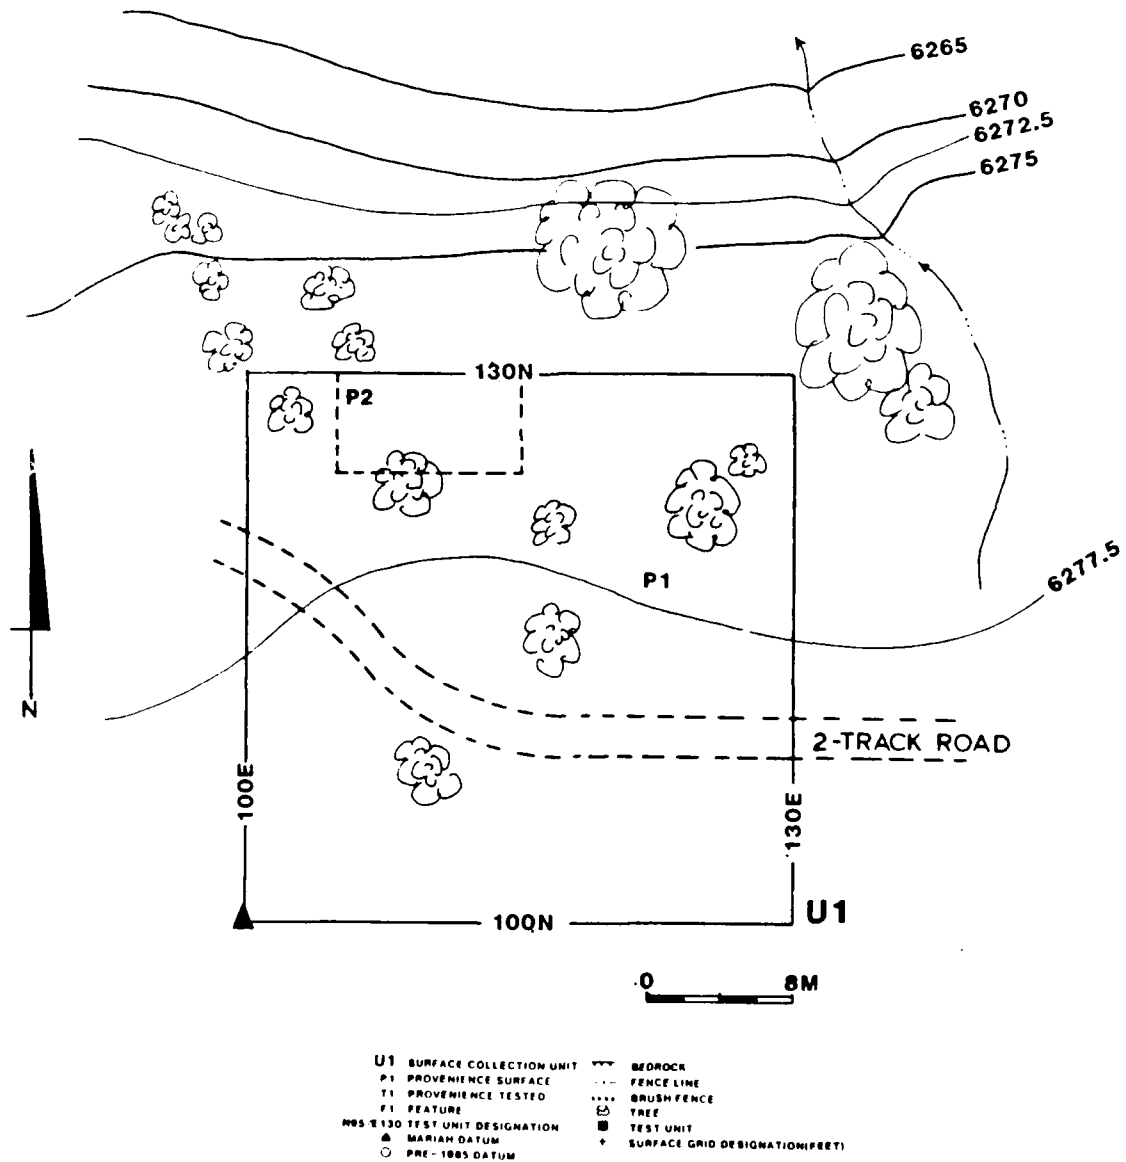 6265
6270
6272.5
6275
130N
P2
P1
6277.5
N
2-TRACK ROAD
100E
130E
100N
U1
0 8M
U1 SURFACE COLLECTION UNIT
P1 PROVENIENCE SURFACE
T1 PROVENIENCE TESTED
F1 FEATURE
N95/E130 TEST UNIT DESIGNATION
MARIAH DATUM
PRE-1985 DATUM
BEDROCK
FENCE LINE
BRUSH FENCE
TREE
TEST UNIT
SURFACE GRID DESIGNATION(FEET)